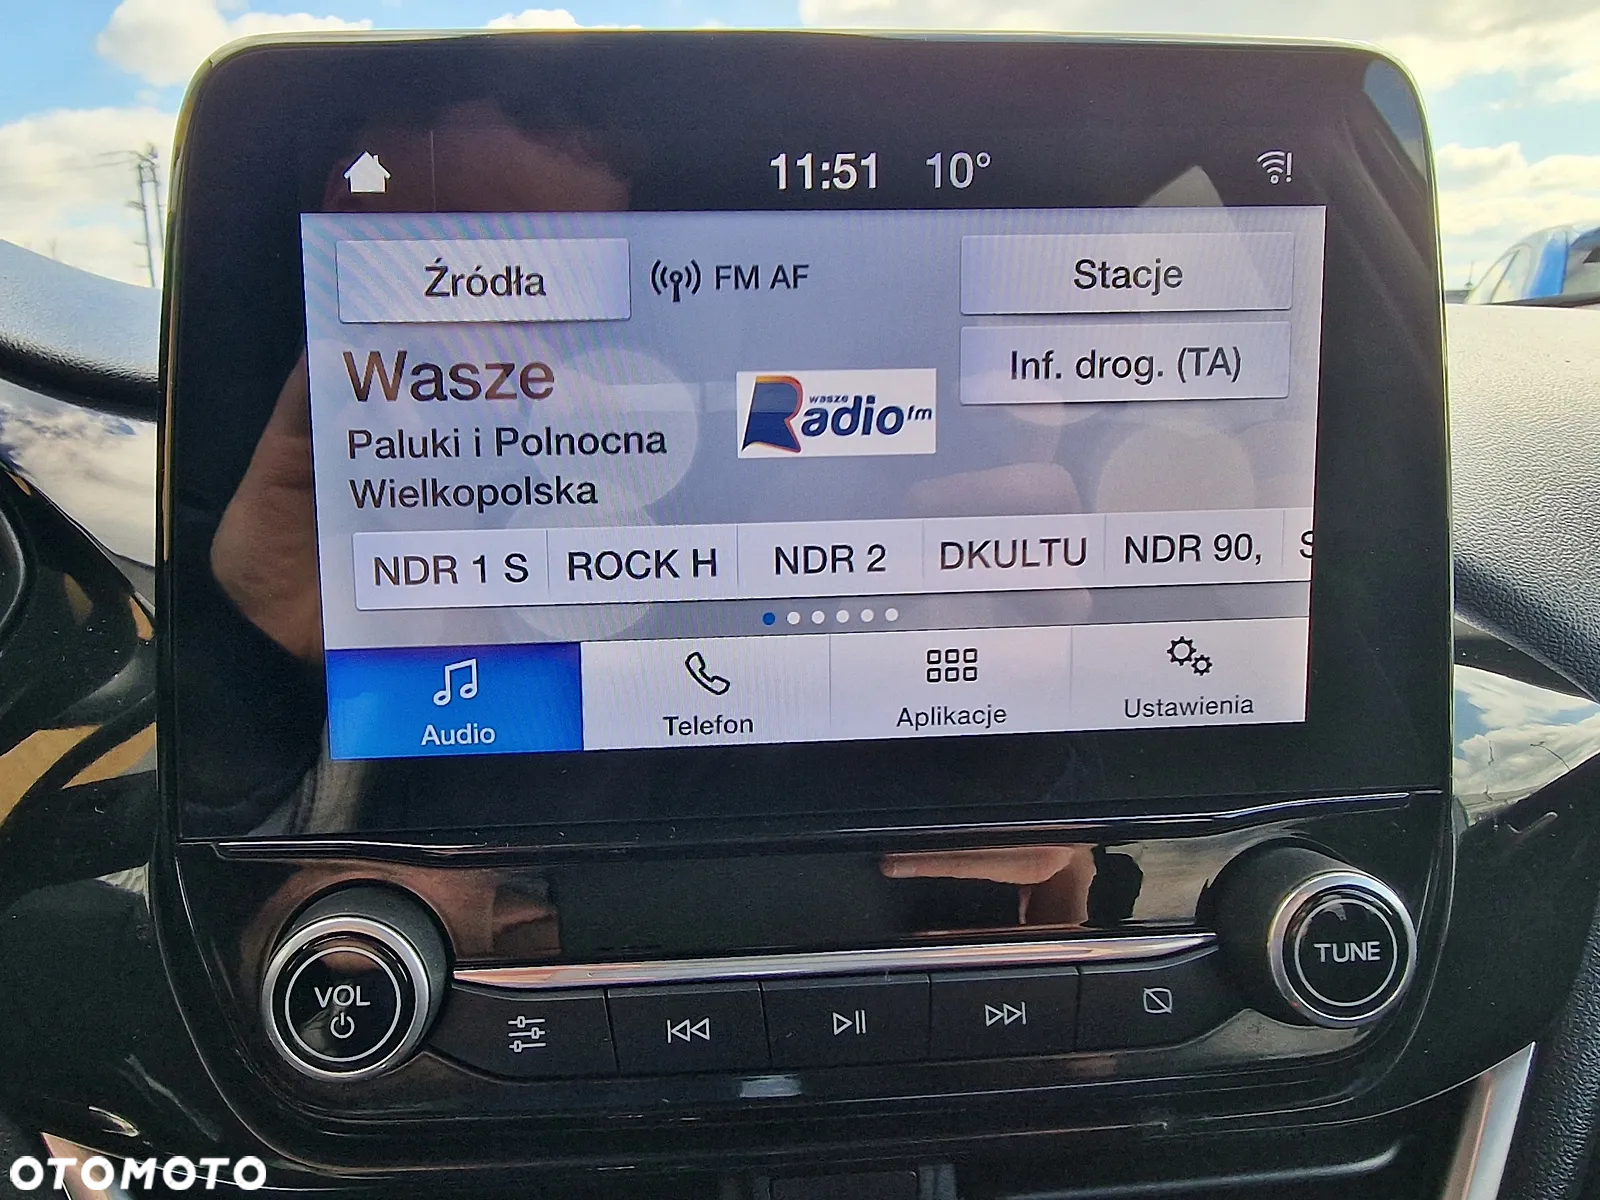 11:51 10°
Źródła
FM AF
Stacje
Inf. drog. (TA)
Wasze
Paluki i Polnocna
Wielkopolska
wasze
Radio fm
NDR 1 S
ROCK H
NDR 2
DKULTU
NDR 90,
S
Audio
Telefon
Aplikacje
Ustawienia
VOL
TUNE
OTOMOTO